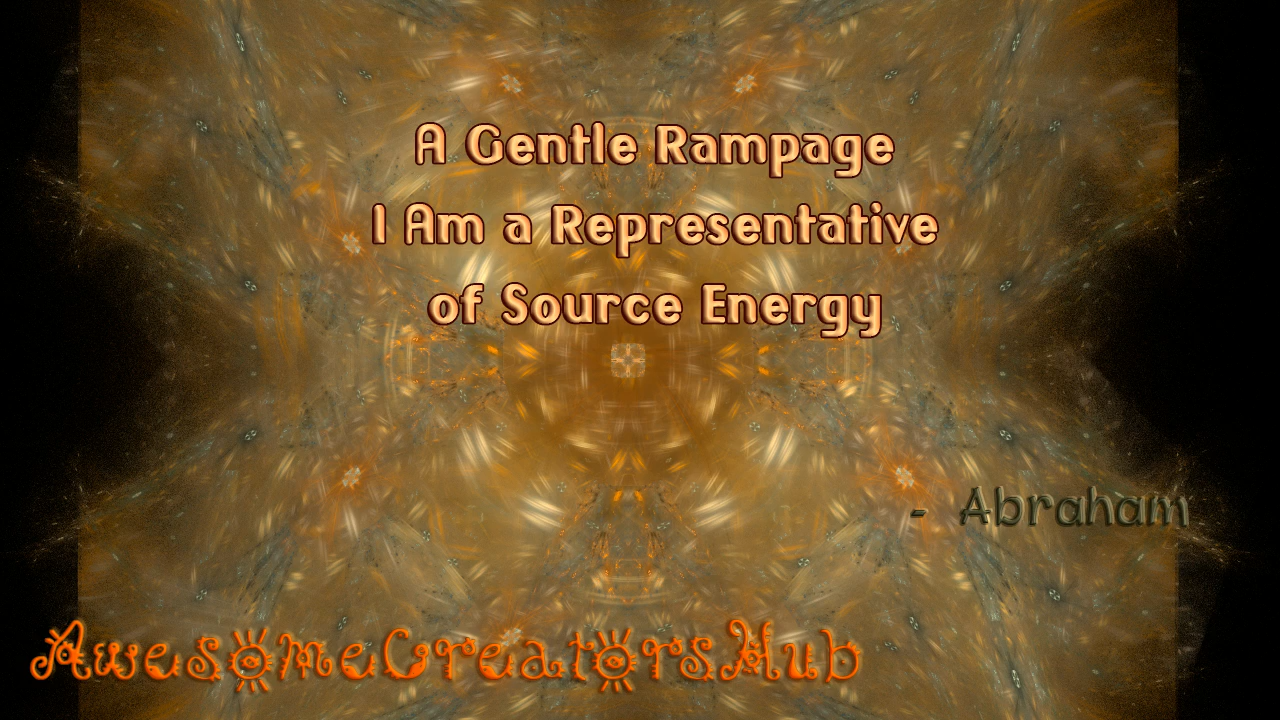 A Gentle Rampage
I Am a Representative
of Source Energy
- Abraham
AwesomeCreatorsHub